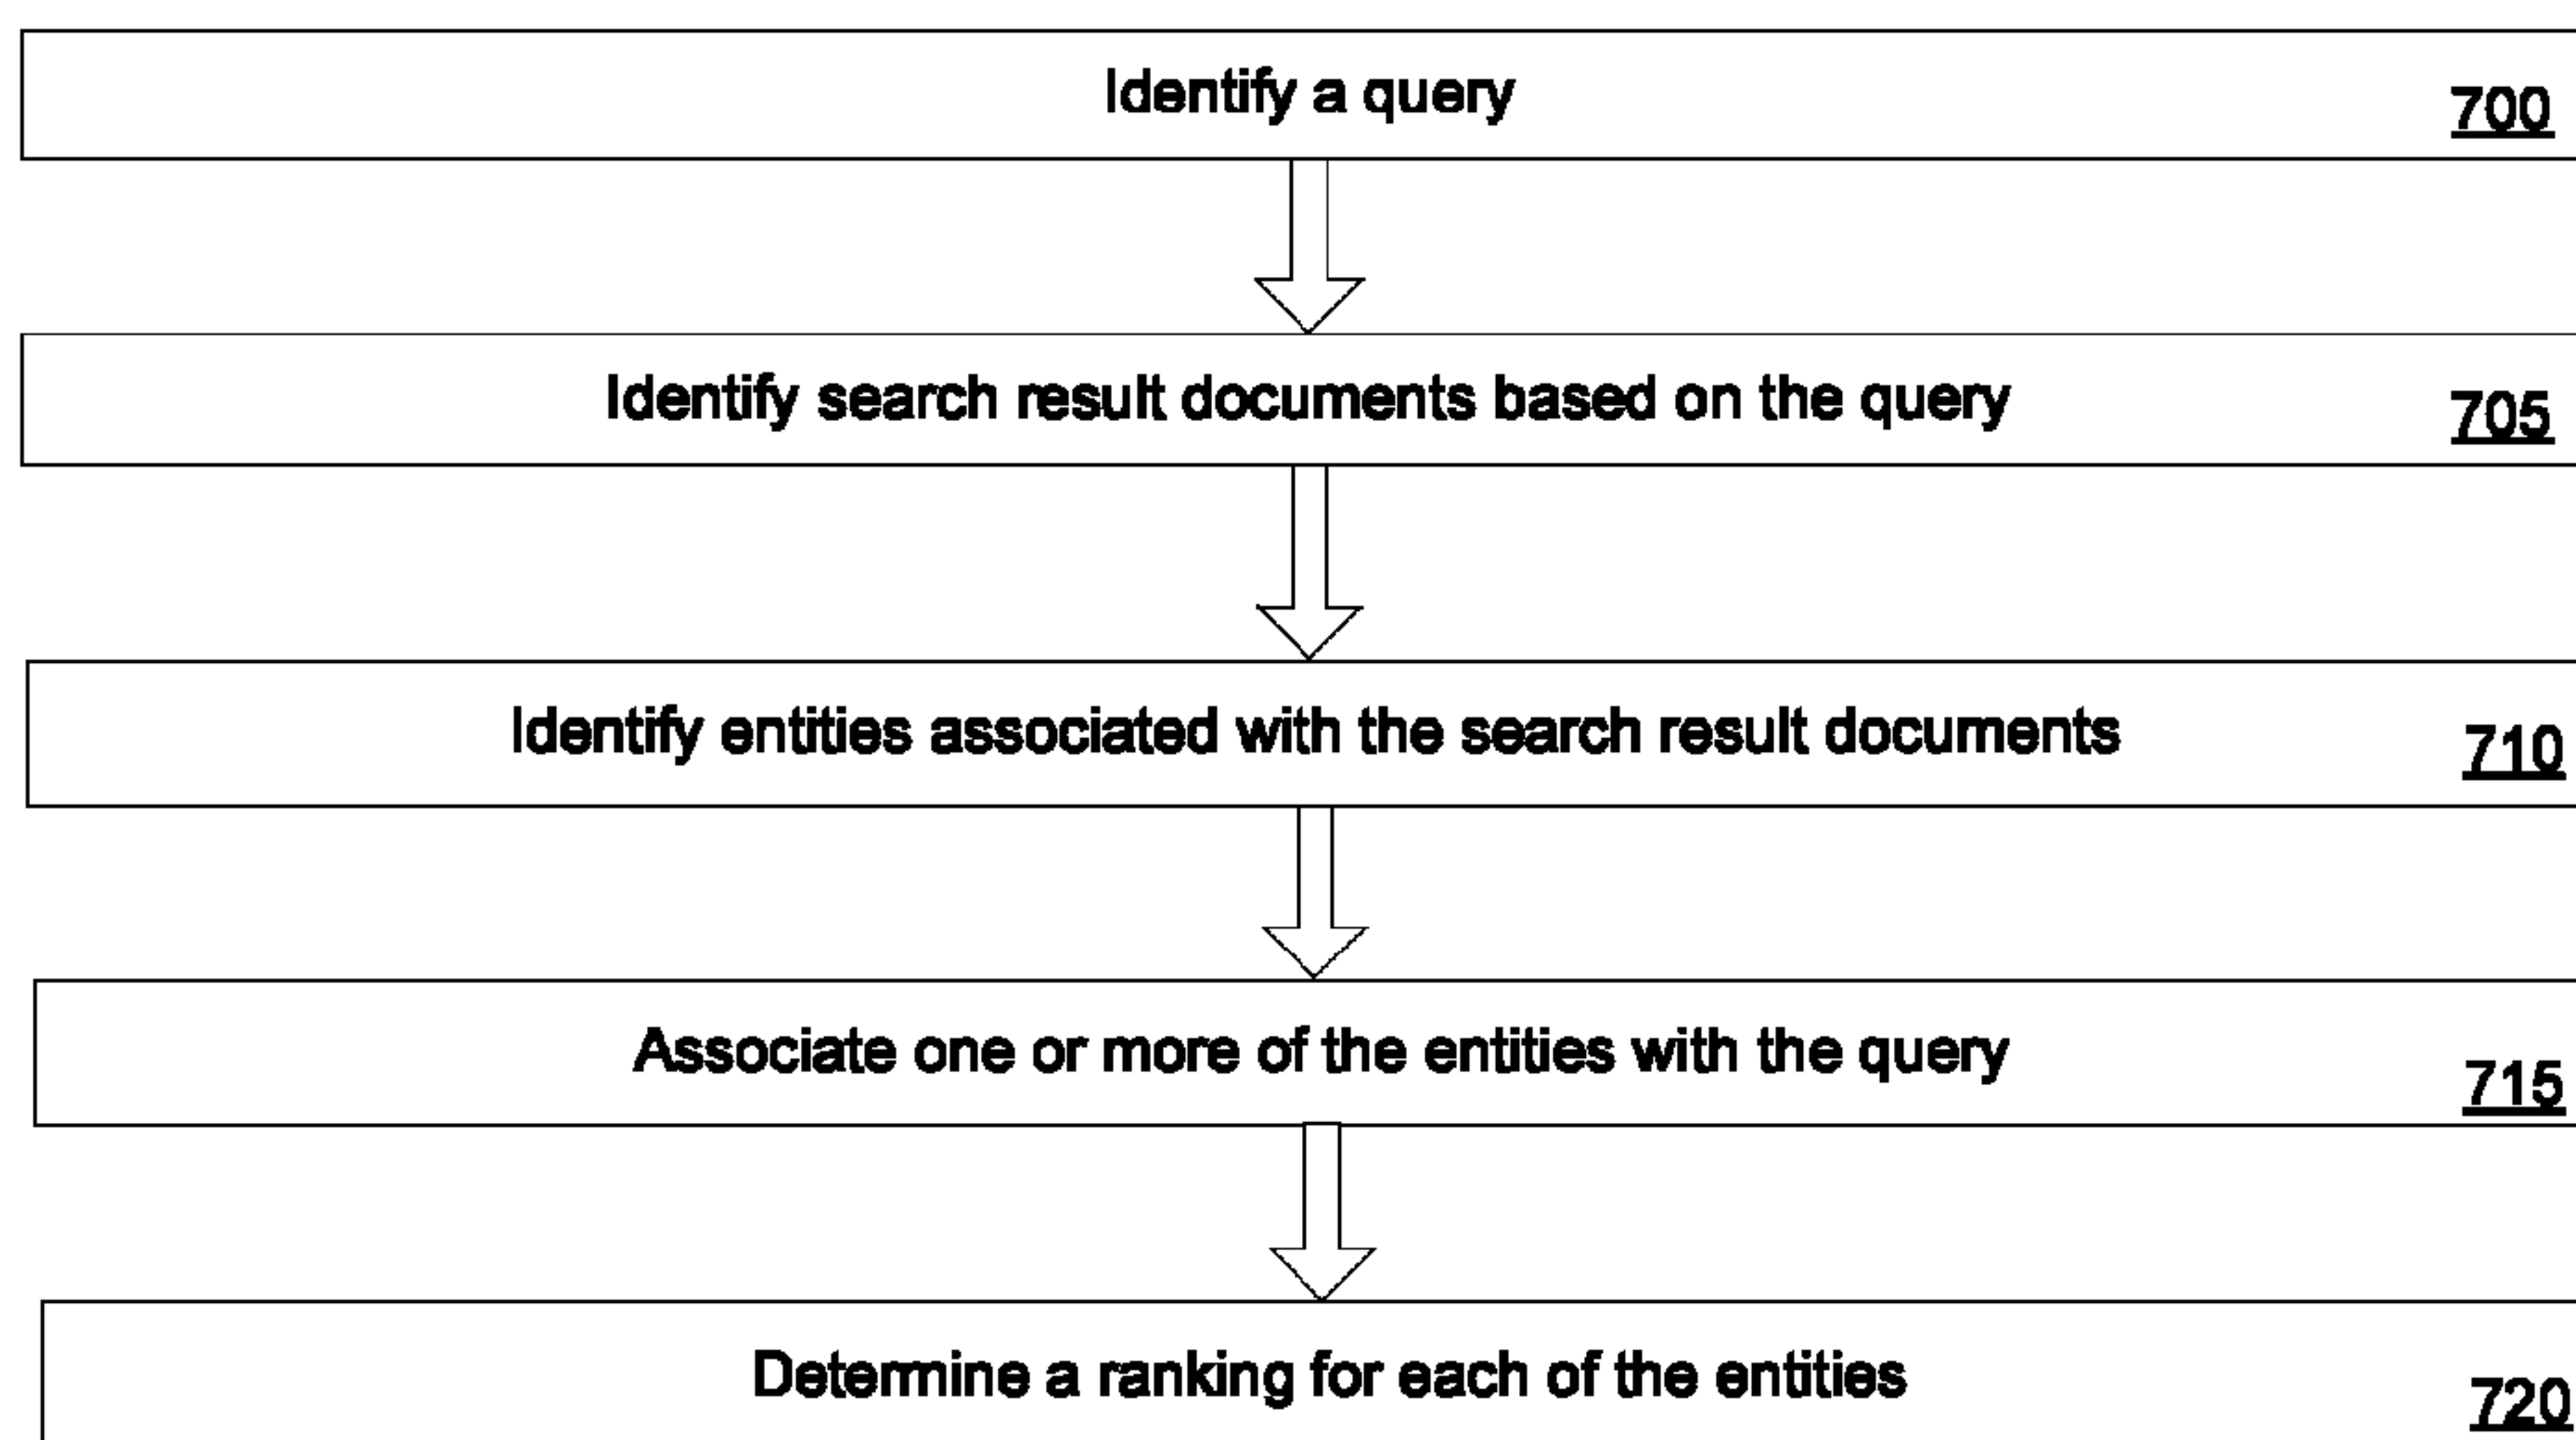 Identify a query
700
Identify search result documents based on the query
705
Identify entities associated with the search result documents
710
Associate one or more of the entities with the query
715
Determine a ranking for each of the entities
720